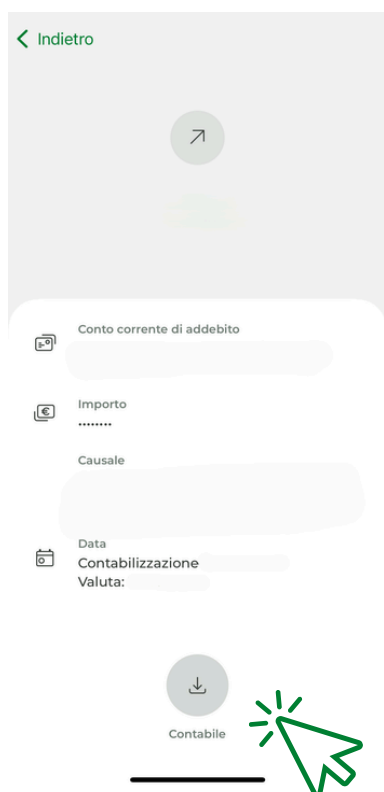 Indietro
Conto corrente di addebito
Importo
........
Causale
Data
Contabilizzazione
Valuta:
Contabile